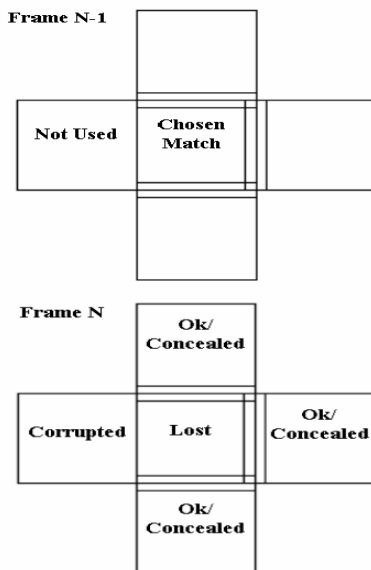 Frame N-1
Not Used
Chosen
Match
Frame N
Ok/
Concealed
Corrupted
Lost
Ok/
Concealed
Ok/
Concealed